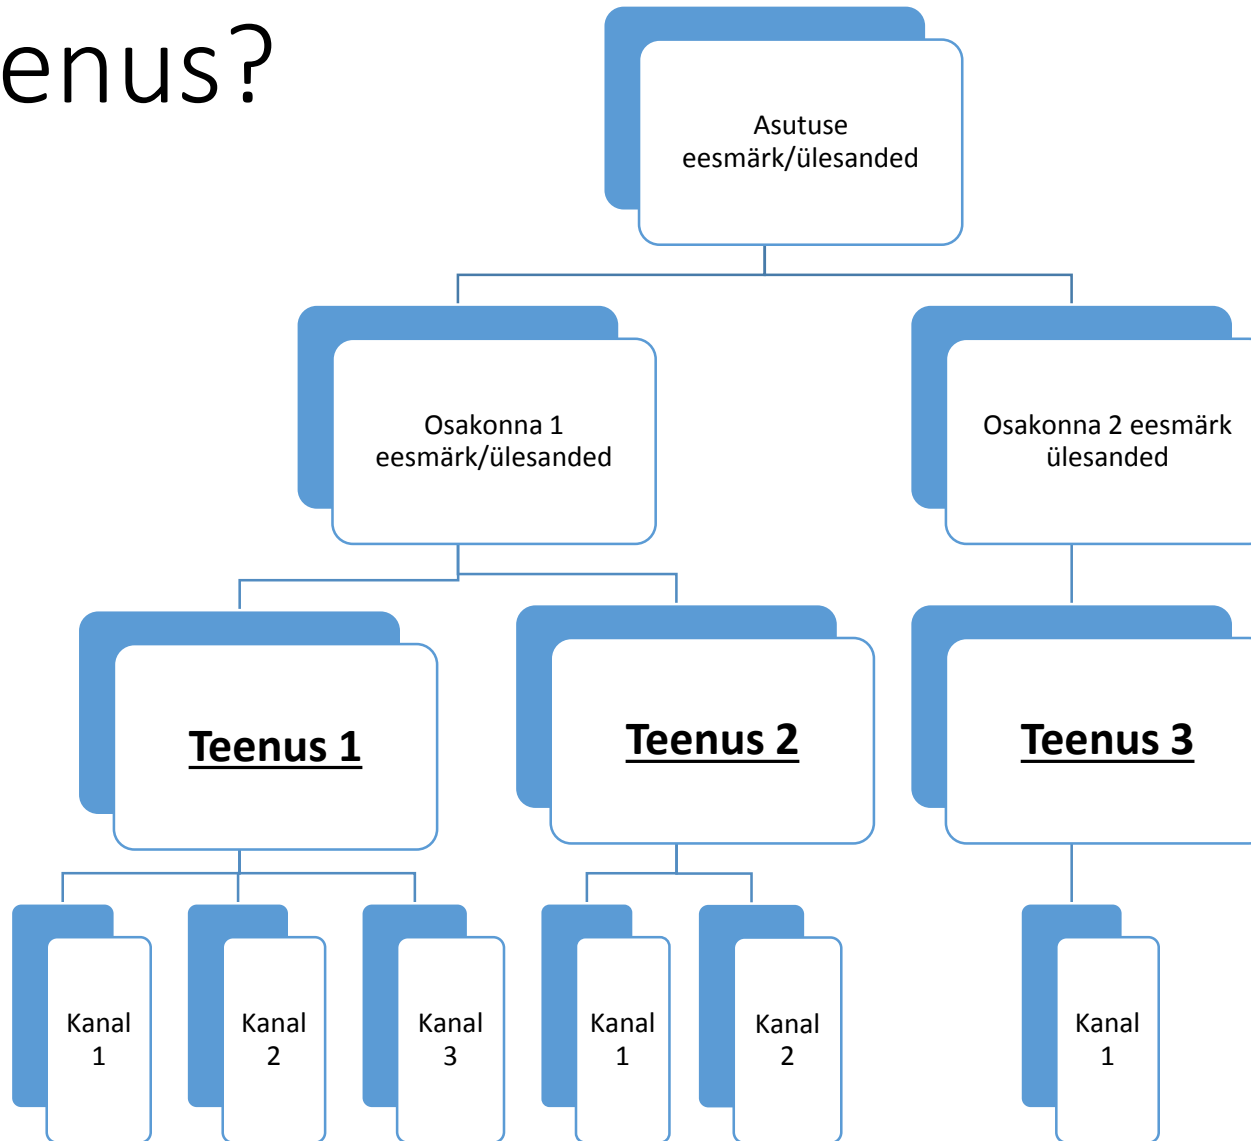 enus?
Asutuse
eesmärk/ülesanded
Osakonna 1
eesmärk/ülesanded
Osakonna 2 eesmärk
ülesanded
Teenus 1
Teenus 2
Teenus 3
Kanal
1
Kanal
2
Kanal
3
Kanal
1
Kanal
2
Kanal
1